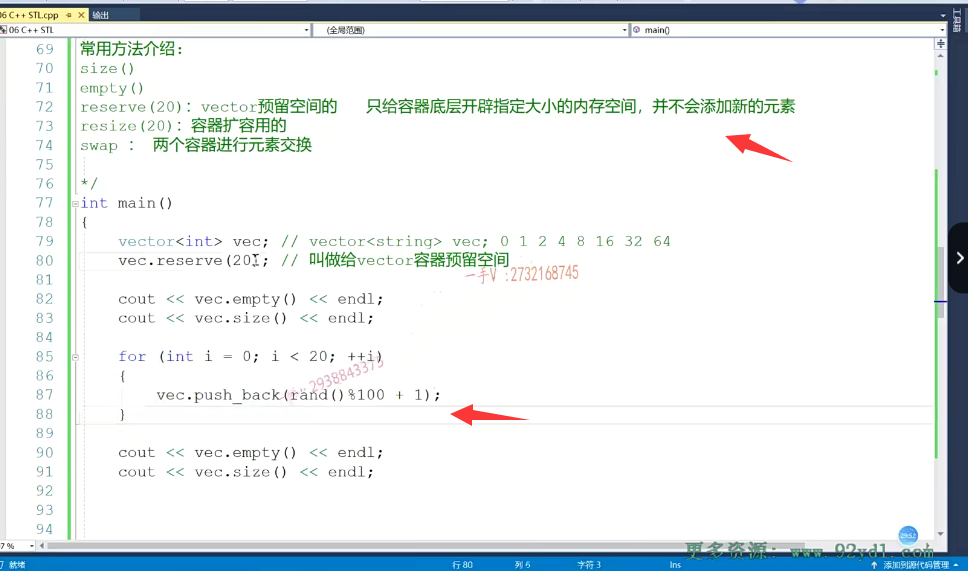 06 C++ STL.cpp 输出
06 C++ STL (全局范围) main()
69 常用方法介绍:
70 size()
71 empty()
72 reserve(20): vector预留空间的 只给容器底层开辟指定大小的内存空间, 并不会添加新的元素
73 resize(20): 容器扩容用的
74 swap : 两个容器进行元素交换
75
76 */
77 int main()
78 {
79 vector<int> vec; // vector<string> vec; 0 1 2 4 8 16 32 64
80 vec.reserve(20); // 叫做给vector容器预留空间
一手V :2732168745
81
82 cout << vec.empty() << endl;
83 cout << vec.size() << endl;
84
85 for (int i = 0; i < 20; ++i)
86 {
2938843375
87 vec.push_back(rand()%100 + 1);
88 }
89
90 cout << vec.empty() << endl;
91 cout << vec.size() << endl;
92
93
94
更多资源: www.92yd1.com
就绪 行 80 列 6 字符 3 Ins 添加到源代码管理
工具箱